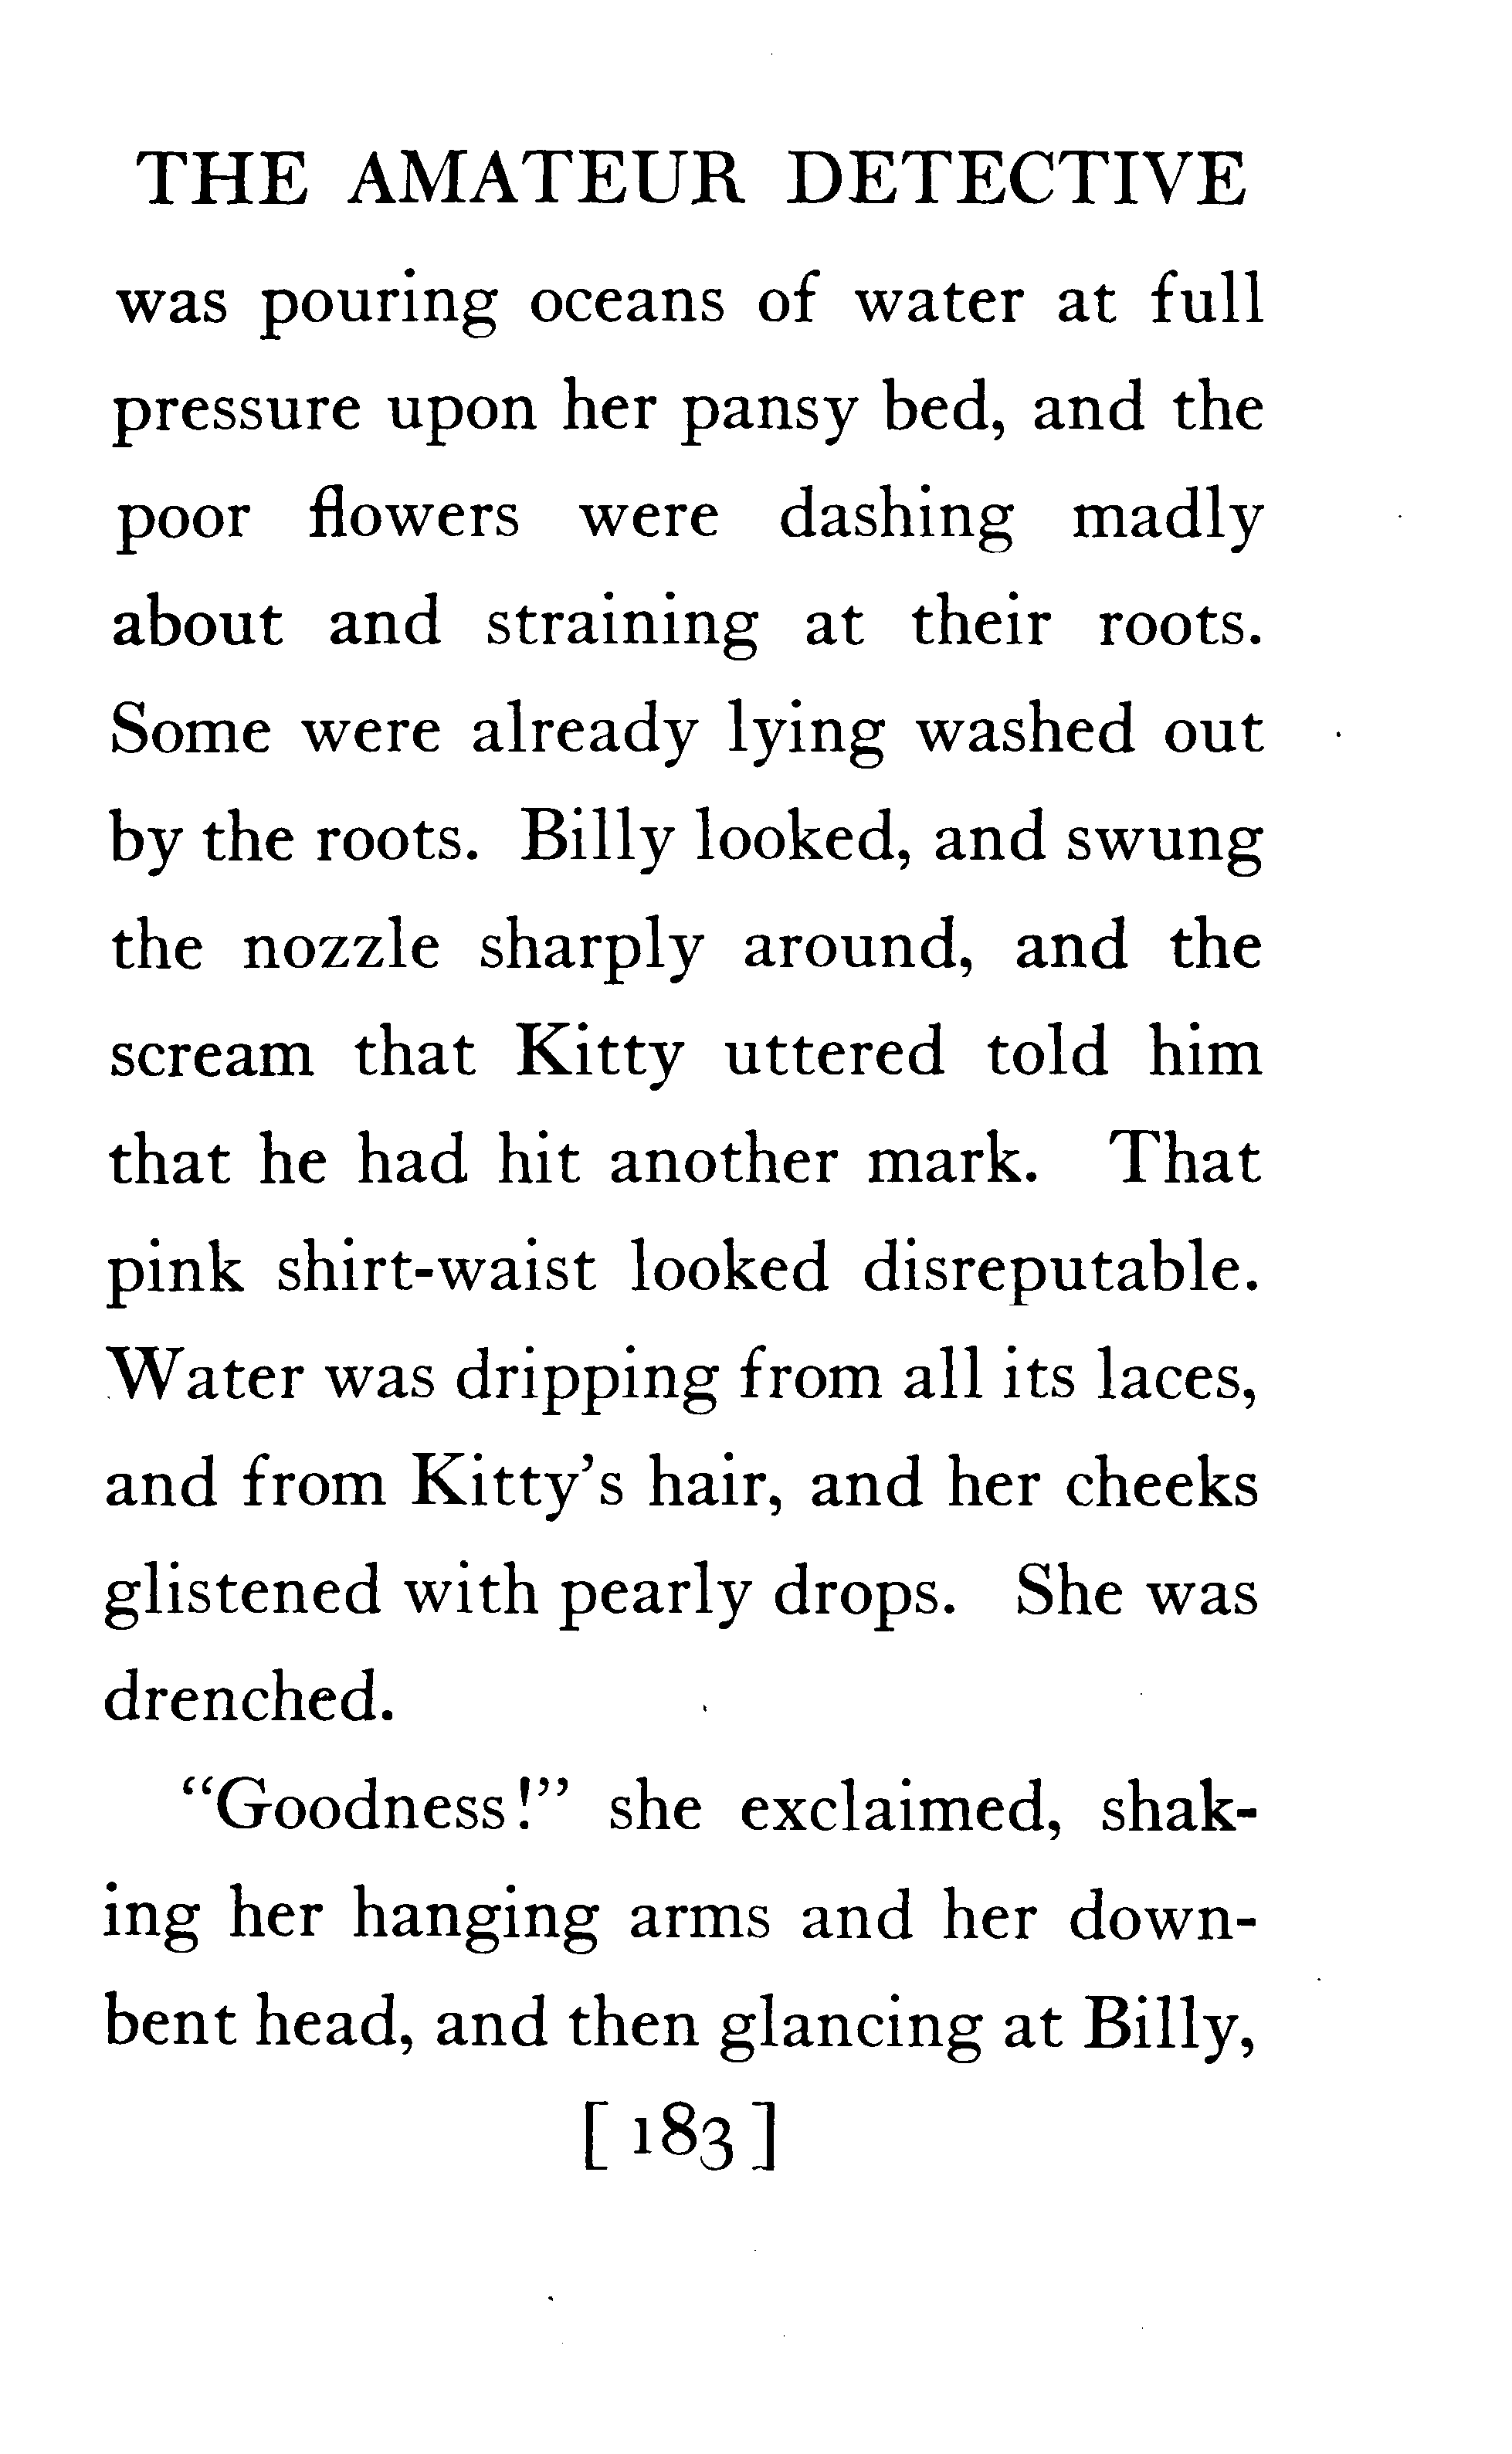 THE AMATEUR DETECTIVE
was pouring oceans of water at full
pressure upon her pansy bed, and the
poor flowers were dashing madly
about and straining at their roots.
Some were already lying washed out
by the roots. Billy looked, and swung
the nozzle sharply around, and the
scream that Kitty uttered told him
that he had hit another mark. That
pink shirt-waist looked disreputable.
Water was dripping from all its laces,
and from Kitty's hair, and her cheeks
glistened with pearly drops. She was
drenched.
"Goodness!" she exclaimed, shak-
ing her hanging arms and her down-
bent head, and then glancing at Billy,
[183]